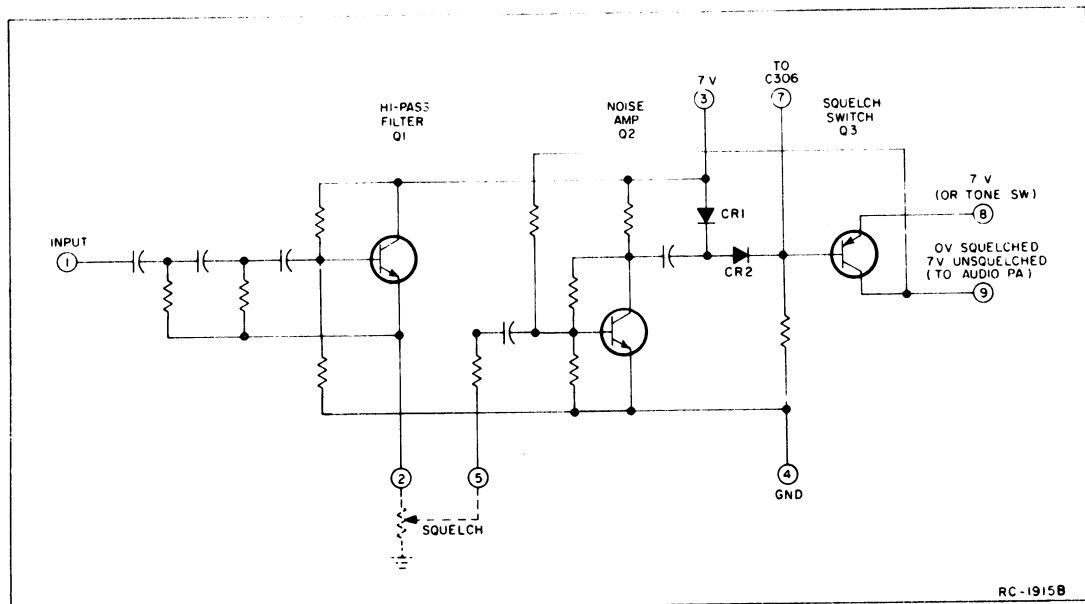 HI-PASS
FILTER
Q1
NOISE
AMP
Q2
7 V
3
TO
C306
7
SQUELCH
SWITCH
Q3
7 V
(OR TONE SW)
8
INPUT
1
CR1
CR2
0V SQUELCHED
7V UNSQUELCHED
(TO AUDIO PA)
9
2
5
4
GND
SQUELCH
RC-1915B